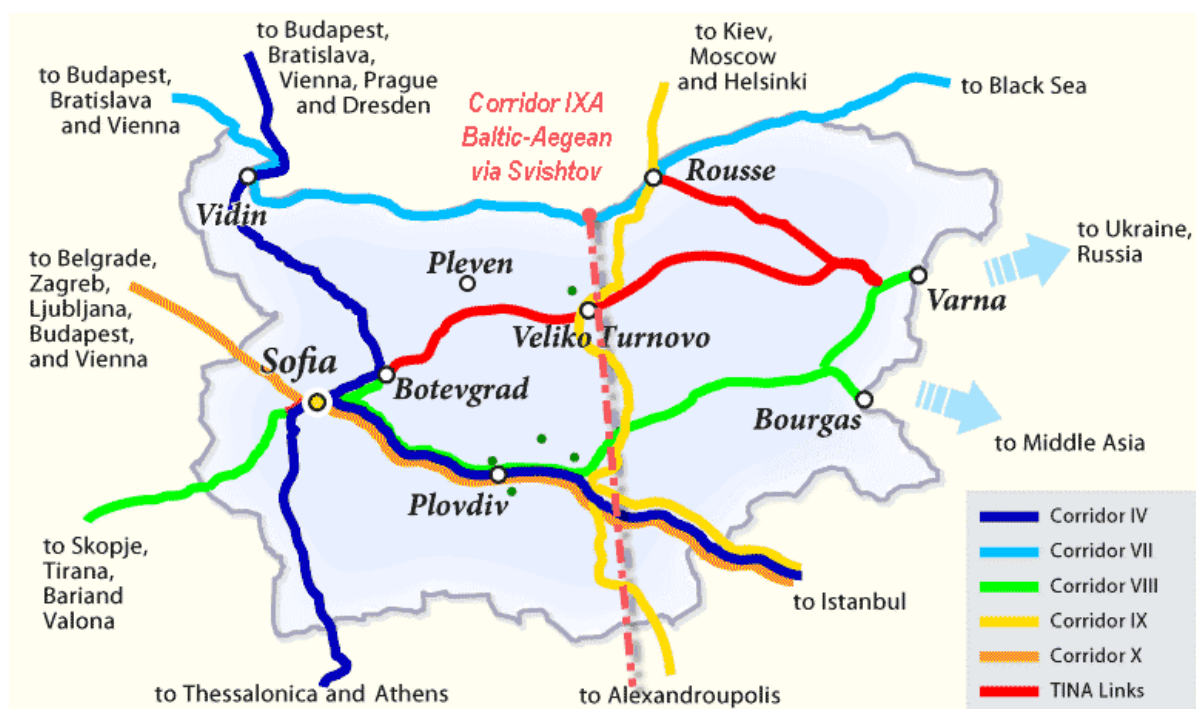 to Budapest,
Bratislava,
Vienna, Prague
and Dresden
to Budapest,
Bratislava
and Vienna
Corridor IXA
Baltic-Aegean
via Svishtov
to Kiev,
Moscow
and Helsinki
to Black Sea
Rousse
Vidin
to Belgrade,
Zagreb,
Ljubljana,
Budapest,
and Vienna
Pleven
to Ukraine,
Russia
Varna
Veliko Turnovo
Sofia
Botevgrad
Bourgas
to Middle Asia
Plovdiv
to Skopje,
Tirana,
Bariand
Valona
to Istanbul
to Thessalonica and Athens
to Alexandroupolis
Corridor IV
Corridor VII
Corridor VIII
Corridor IX
Corridor X
TINA Links